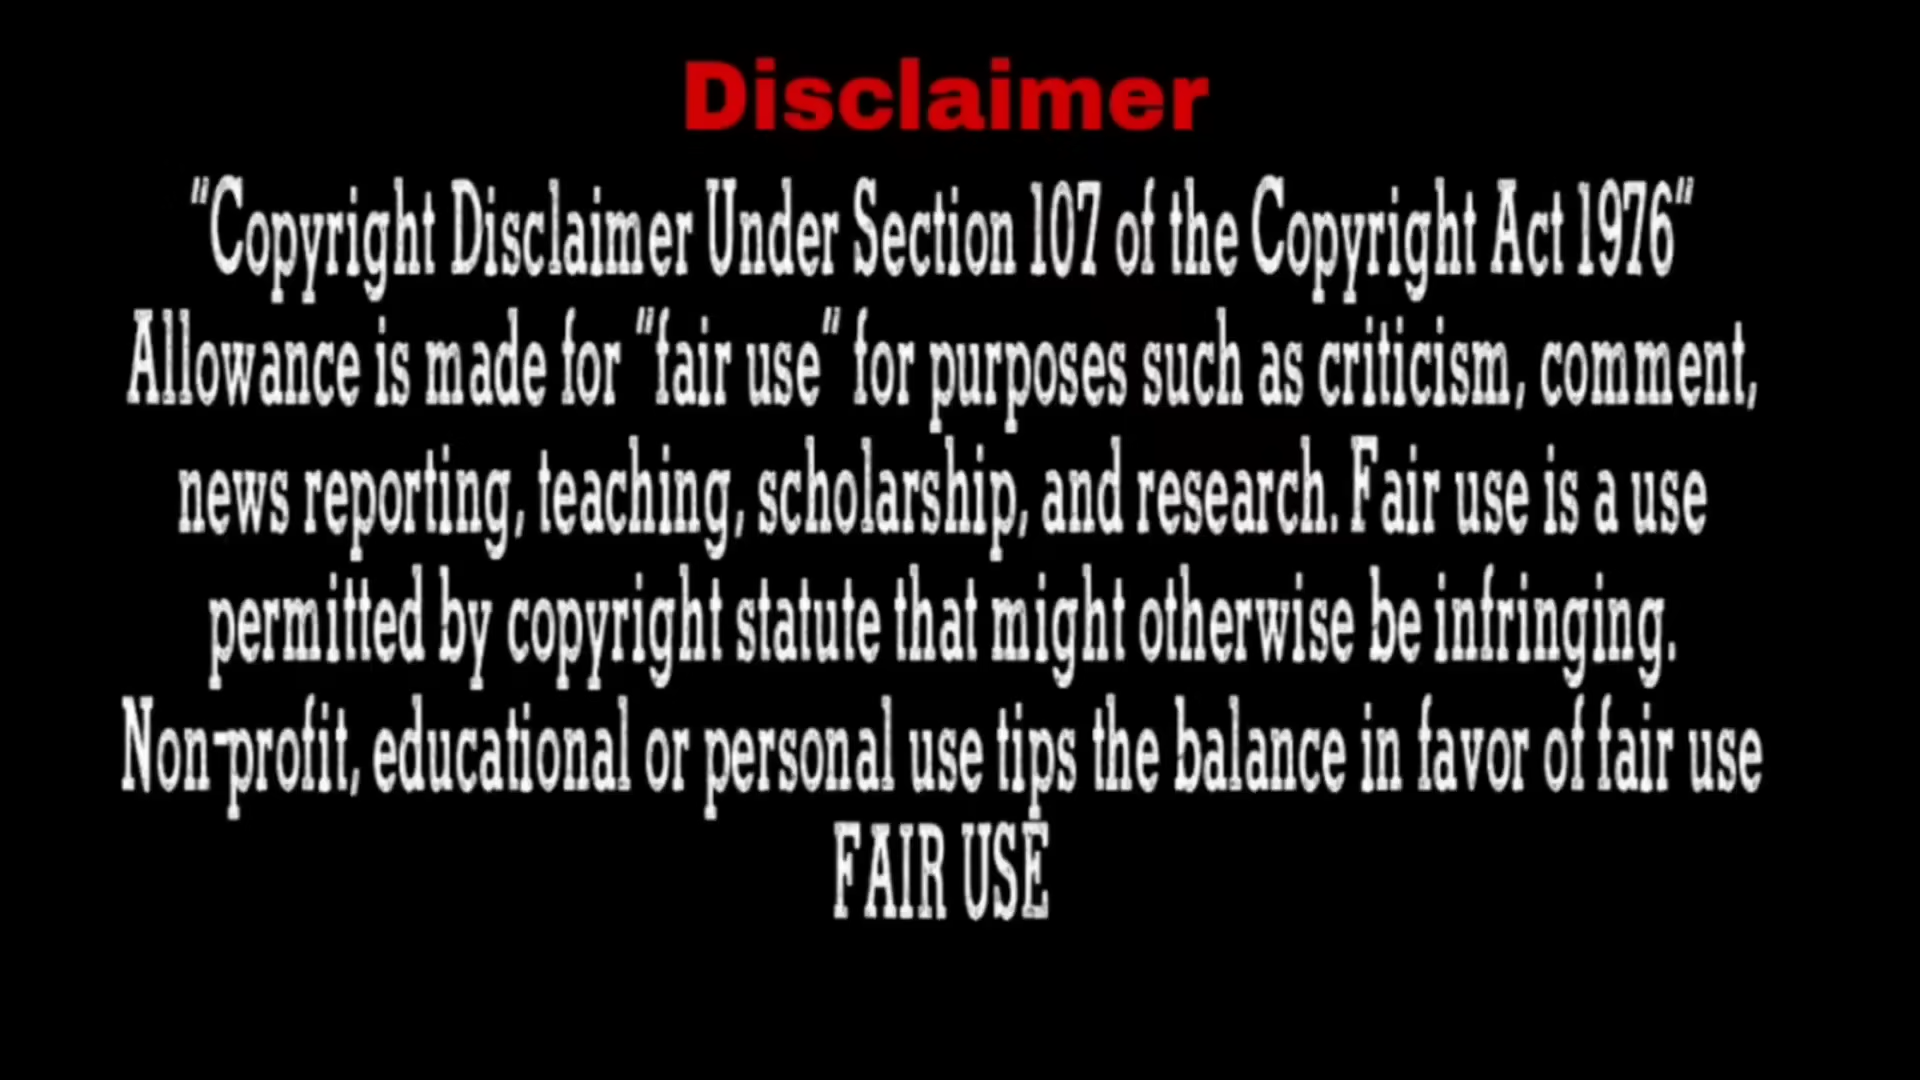 Disclaimer
"Copyright Disclaimer Under Section 107 of the Copyright Act 1976"
Allowance is made for "fair use" for purposes such as criticism, comment,
news reporting, teaching, scholarship, and research. Fair use is a use
permitted by copyright statute that might otherwise be infringing.
Non-profit, educational or personal use tips the balance in favor of fair use
FAIR USE